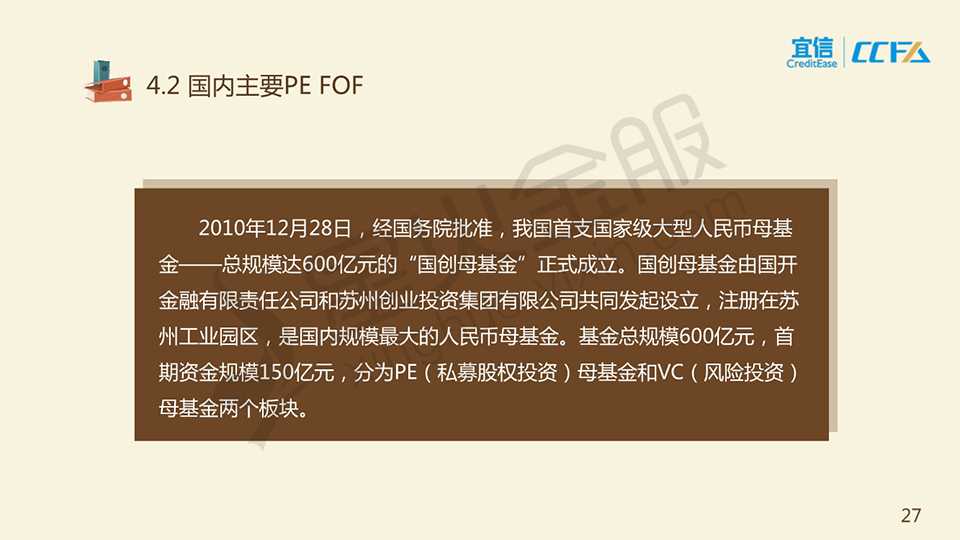 宜信
CreditEase
CCFA
4.2 国内主要PE FOF
2010年12月28日，经国务院批准，我国首支国家级大型人民币母基
金——总规模达600亿元的“国创母基金”正式成立。国创母基金由国开
金融有限责任公司和苏州创业投资集团有限公司共同发起设立，注册在苏
州工业园区，是国内规模最大的人民币母基金。基金总规模600亿元，首
期资金规模150亿元，分为PE（私募股权投资）母基金和VC（风险投资）
母基金两个板块。
27